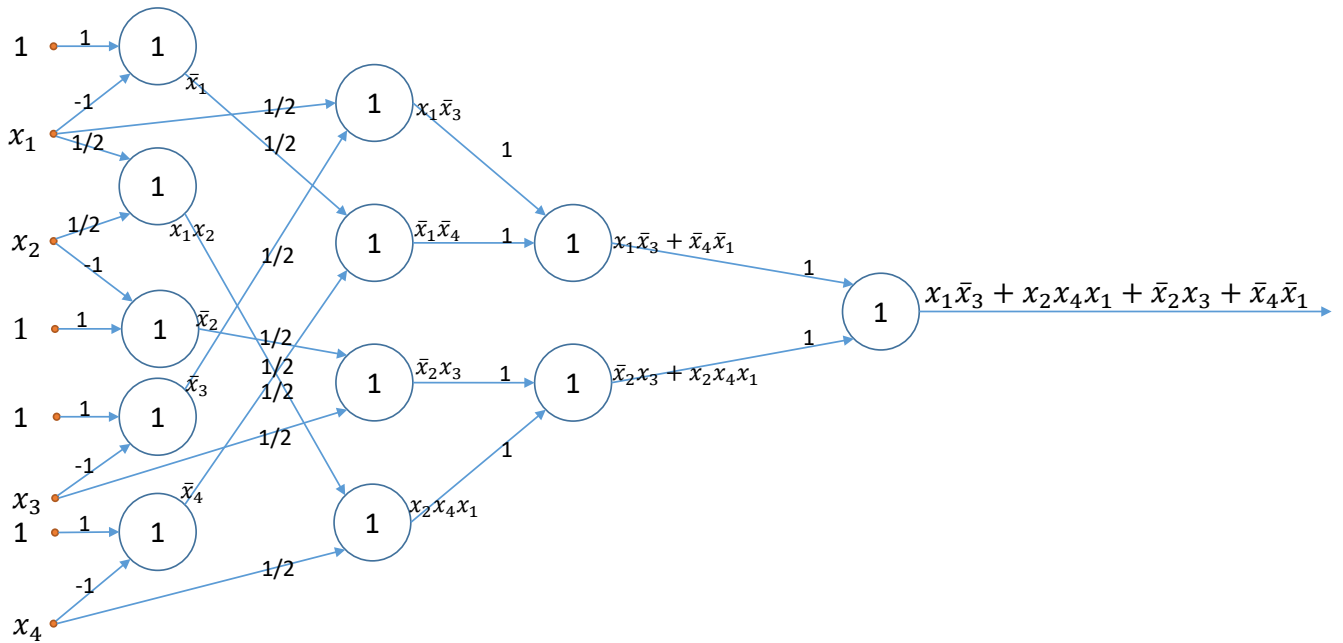 1 1 1
x̄₁
-1
x₁
1/2
1/2
1/2
1
x₁x̄₃
1
1
1/2
x₁x₂
x₂
-1
1/2
1
x̄₁x̄₄
1
1
x₁x̄₃ + x̄₄x̄₁
1
1 1 1
x̄₂
1/2
1/2
1/2
1
x₁x̄₃ + x₂x₄x₁ + x̄₂x₃ + x̄₄x̄₁
1
1
x̄₂x₃
1
1
x̄₂x₃ + x₂x₄x₁
x̄₃
1 1 1
-1
1/2
1
x₃
x̄₄
1 1 1
1
x₂x₄x₁
-1
1/2
x₄